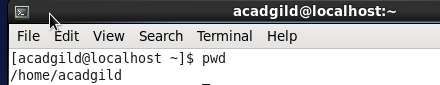 acadgild@localhost:~
File Edit View Search Terminal Help
[acadgild@localhost ~]$ pwd
/home/acadgild